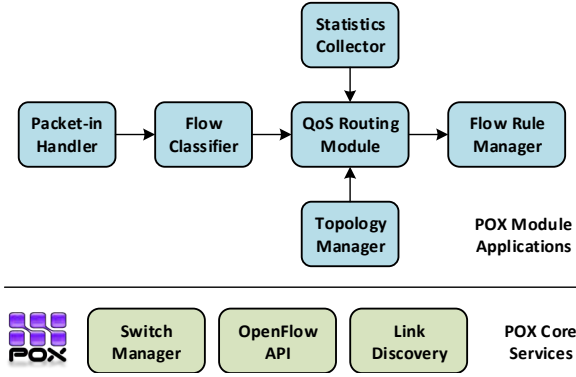 Statistics
Collector
Packet-in
Handler
Flow
Classifier
QoS Routing
Module
Flow Rule
Manager
Topology
Manager
POX Module
Applications
POX
Switch
Manager
OpenFlow
API
Link
Discovery
POX Core
Services